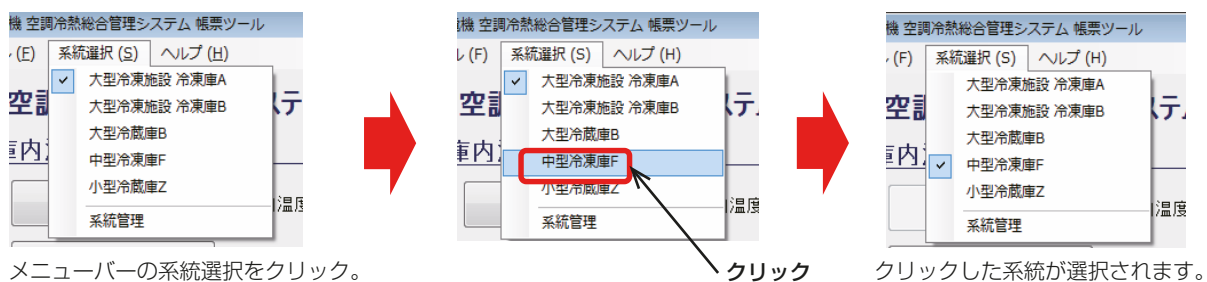 機 空調冷熱総合管理システム 帳票ツール
(F) 系統選択 (S) ヘルプ (H)
大型冷凍施設 冷凍庫A
大型冷凍施設 冷凍庫B
大型冷蔵庫B
中型冷凍庫F
小型冷蔵庫Z
系統管理
空調
ステ
庫内
温度
メニューバーの系統選択をクリック。
機 空調冷熱総合管理システム 帳票ツール
ル (F) 系統選択 (S) ヘルプ (H)
大型冷凍施設 冷凍庫A
大型冷凍施設 冷凍庫B
大型冷蔵庫B
中型冷凍庫F
小型冷蔵庫Z
系統管理
空調
ステ
庫内
温度
クリック
機 空調冷熱総合管理システム 帳票ツール
(F) 系統選択 (S) ヘルプ (H)
大型冷凍施設 冷凍庫A
大型冷凍施設 冷凍庫B
大型冷蔵庫B
中型冷凍庫F
小型冷蔵庫Z
系統管理
空調
ステ
庫内
温度
クリックした系統が選択されます。